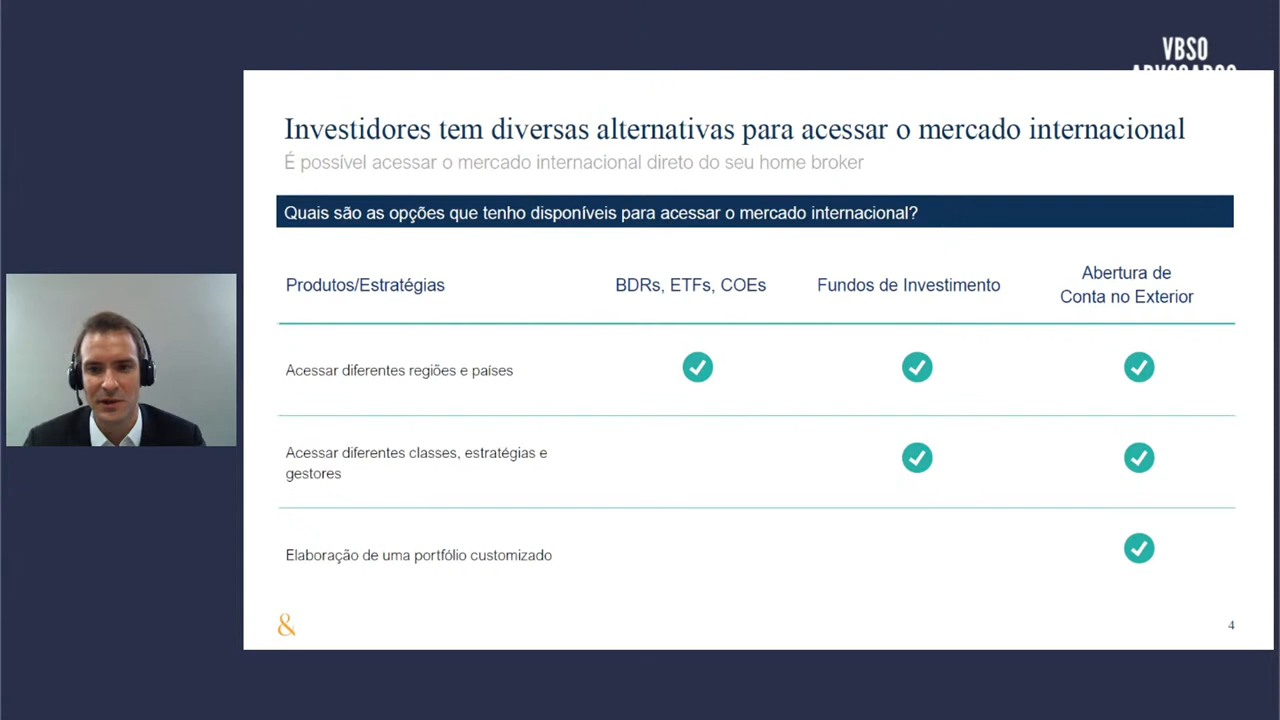 VBSO
ADVOGADOS
Investidores tem diversas alternativas para acessar o mercado internacional
É possível acessar o mercado internacional direto do seu home broker
Quais são as opções que tenho disponíveis para acessar o mercado internacional?
Produtos/Estratégias
BDRs, ETFs, COEs
Fundos de Investimento
Abertura de
Conta no Exterior
Acessar diferentes regiões e países
Acessar diferentes classes, estratégias e
gestores
Elaboração de uma portfólio customizado
&
4